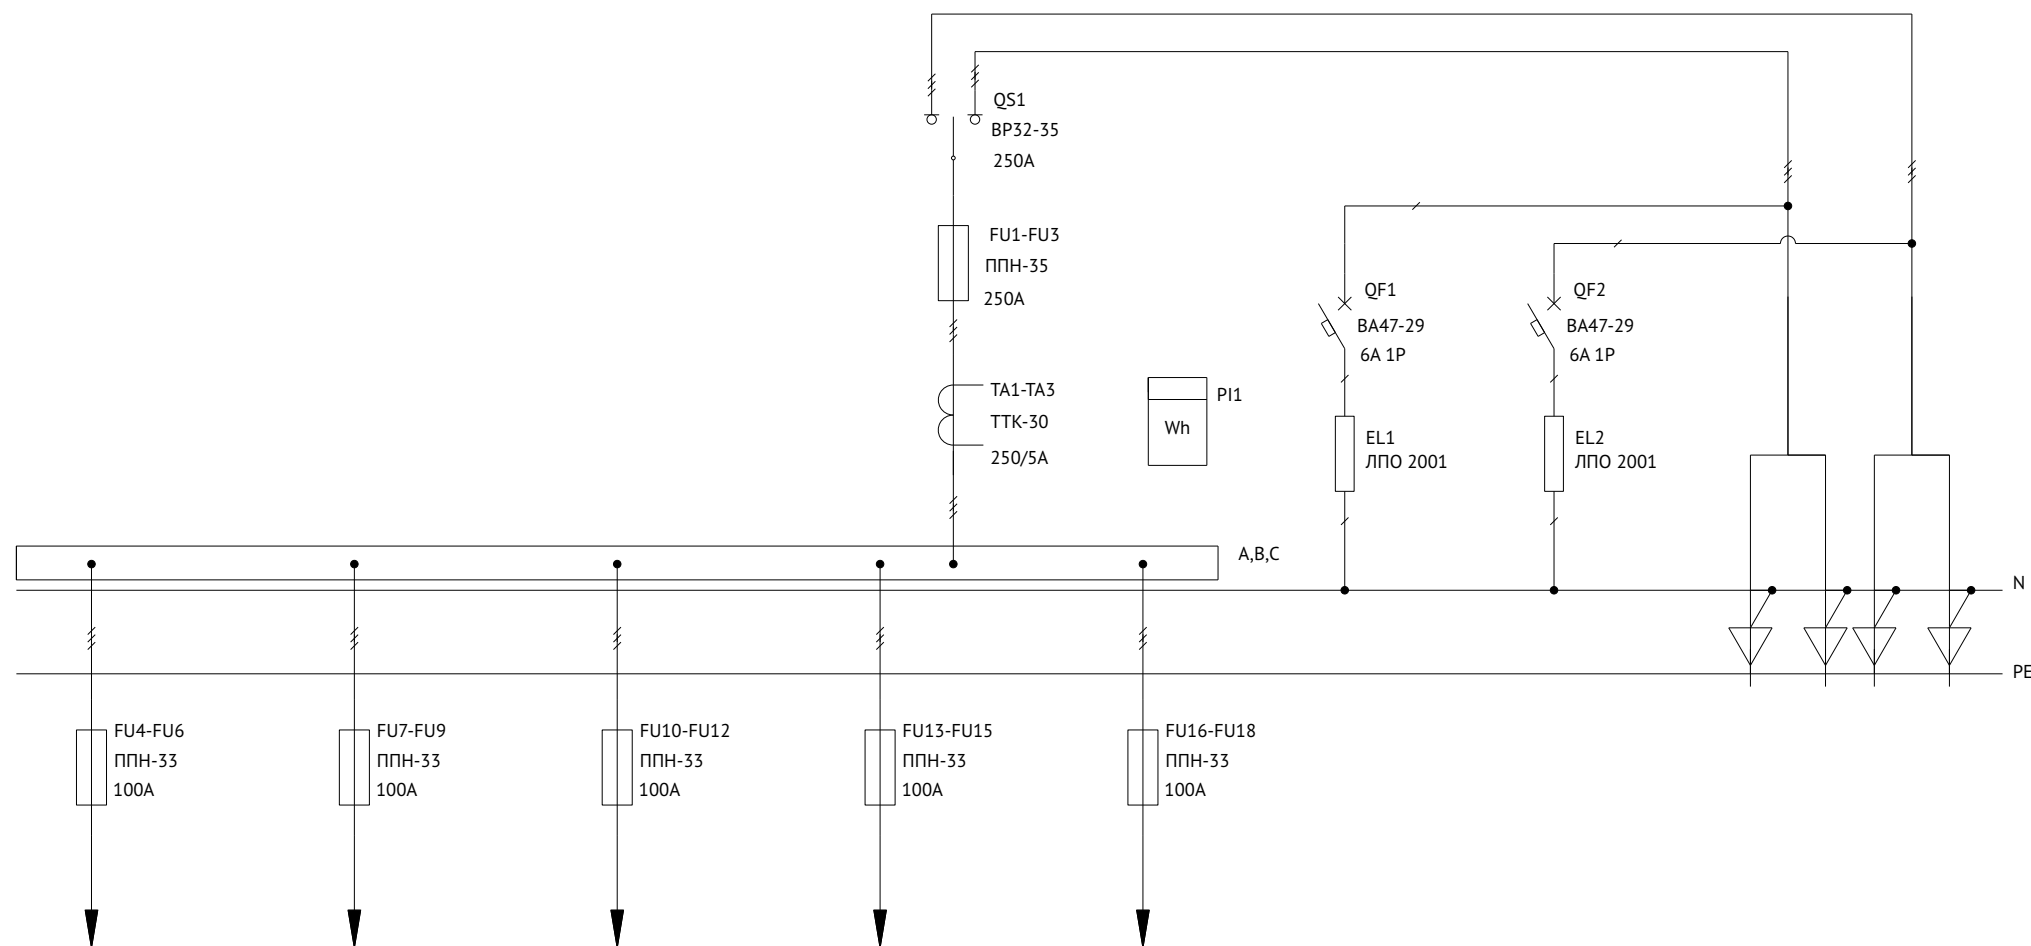 QS1
ВР32-35
250А
FU1-FU3
ППН-35
250А
QF1
ВА47-29
6А 1Р
QF2
ВА47-29
6А 1Р
TA1-TA3
ТТК-30
250/5А
PI1
Wh
EL1
ЛПО 2001
EL2
ЛПО 2001
A,B,C
N
PE
FU4-FU6
ППН-33
100А
FU7-FU9
ППН-33
100А
FU10-FU12
ППН-33
100А
FU13-FU15
ППН-33
100А
FU16-FU18
ППН-33
100А